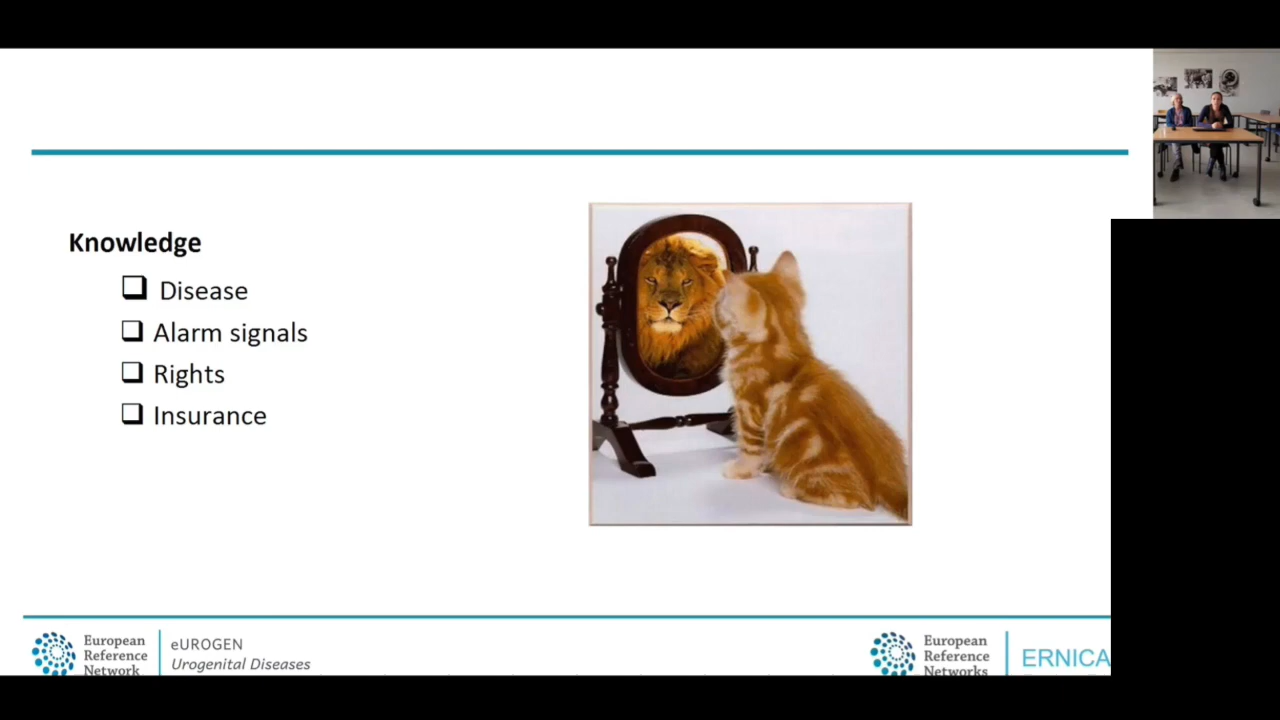 Knowledge
Disease
Alarm signals
Rights
Insurance
European
Reference
Network
eUROGEN
Urogenital Diseases
European
Reference
Networks
ERNICA